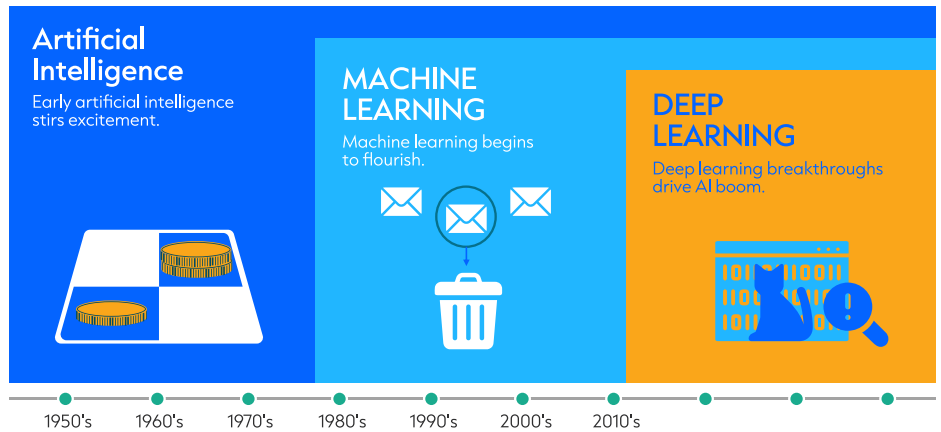 Artificial
Intelligence
Early artificial intelligence
stirs excitement.
MACHINE
LEARNING
Machine learning begins
to flourish.
DEEP
LEARNING
Deep learning breakthroughs
drive AI boom.
1950's
1960's
1970's
1980's
1990's
2000's
2010's